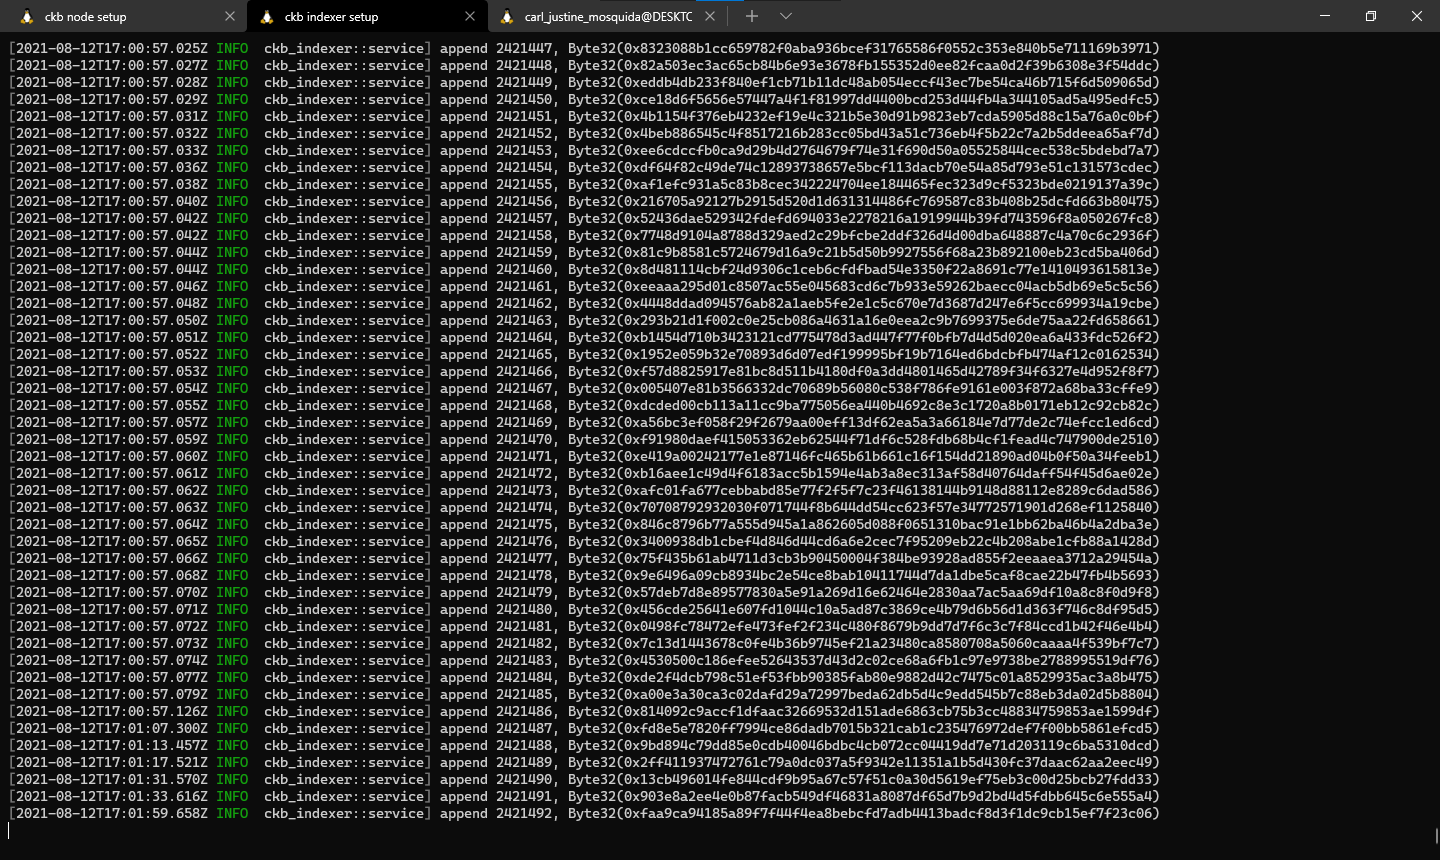 ckb node setup
ckb indexer setup
carl_justine_mosquida@DESKTC
[2021-08-12T17:00:57.025Z INFO  ckb_indexer::service] append 2421447, Byte32(0x8323088b1cc659782f0aba936bcef31765586f0552c353e840b5e711169b3971)
[2021-08-12T17:00:57.027Z INFO  ckb_indexer::service] append 2421448, Byte32(0x82a503ec3ac65cb84b6e93e3678fb155352d0ee82fcaa0d2f39b6308e3f54ddc)
[2021-08-12T17:00:57.028Z INFO  ckb_indexer::service] append 2421449, Byte32(0xeddb4db233f840ef1cb71b11dc48ab054eccf43ec7be54ca46b715f6d509065d)
[2021-08-12T17:00:57.029Z INFO  ckb_indexer::service] append 2421450, Byte32(0xce18d6f5656e57447a4f1f81997dd4400bcd253d44fb4a344105ad5a495edfc5)
[2021-08-12T17:00:57.031Z INFO  ckb_indexer::service] append 2421451, Byte32(0x4b1154f376eb4232ef19e4c321b5e30d91b9823eb7cda5905d88c15a76a0c0bf)
[2021-08-12T17:00:57.032Z INFO  ckb_indexer::service] append 2421452, Byte32(0x4beb886545c4f8517216b283cc05bd43a51c736eb4f5b22c7a2b5ddeea65af7d)
[2021-08-12T17:00:57.033Z INFO  ckb_indexer::service] append 2421453, Byte32(0xee6cdccfb0ca9d29b4d2764679f74e31f690d50a05525844cec538c5bdebd7a7)
[2021-08-12T17:00:57.036Z INFO  ckb_indexer::service] append 2421454, Byte32(0xdf64f82c49de74c12893738657e5bcf113dacb70e54a85d793e51c131573cdec)
[2021-08-12T17:00:57.038Z INFO  ckb_indexer::service] append 2421455, Byte32(0xaf1efc931a5c83b8cec342224704ee184465fec323d9cf5323bde0219137a39c)
[2021-08-12T17:00:57.040Z INFO  ckb_indexer::service] append 2421456, Byte32(0x216705a92127b2915d520d1d631314486fc769587c83b408b25dcfd663b80475)
[2021-08-12T17:00:57.042Z INFO  ckb_indexer::service] append 2421457, Byte32(0x52436dae529342fdefd694033e2278216a1919944b39fd743596f8a050267fc8)
[2021-08-12T17:00:57.042Z INFO  ckb_indexer::service] append 2421458, Byte32(0x7748d9104a8788d329aed2c29bfcbe2ddf326d4d00dba648887c4a70c6c2936f)
[2021-08-12T17:00:57.044Z INFO  ckb_indexer::service] append 2421459, Byte32(0x81c9b8581c5724679d16a9c21b5d50b9927556f68a23b892100eb23cd5ba406d)
[2021-08-12T17:00:57.044Z INFO  ckb_indexer::service] append 2421460, Byte32(0x8d481114cbf24d9306c1ceb6cfdfbad54e3350f22a8691c77e1410493615813e)
[2021-08-12T17:00:57.046Z INFO  ckb_indexer::service] append 2421461, Byte32(0xeeaaa295d01c8507ac55e045683cd6c7b933e59262baecc04acb5db69e5c5c56)
[2021-08-12T17:00:57.048Z INFO  ckb_indexer::service] append 2421462, Byte32(0x4448ddad094576ab82a1aeb5fe2e1c5c670e7d3687d247e6f5cc699934a19cbe)
[2021-08-12T17:00:57.050Z INFO  ckb_indexer::service] append 2421463, Byte32(0x293b21d1f002c0e25cb086a4631a16e0eea2c9b7699375e6de75aa22fd658661)
[2021-08-12T17:00:57.051Z INFO  ckb_indexer::service] append 2421464, Byte32(0xb1454d710b3423121cd775478d3ad447f77f0bfb7d4d5d020ea6a433fdc526f2)
[2021-08-12T17:00:57.052Z INFO  ckb_indexer::service] append 2421465, Byte32(0x1952e059b32e70893d6d07edf199995bf19b7164ed6bdcbfb474af12c0162534)
[2021-08-12T17:00:57.053Z INFO  ckb_indexer::service] append 2421466, Byte32(0xf57d8825917e81bc8d511b4180df0a3dd4801465d42789f34f6327e4d952f8f7)
[2021-08-12T17:00:57.054Z INFO  ckb_indexer::service] append 2421467, Byte32(0x005407e81b3566332dc70689b56080c538f786fe9161e003f872a68ba33cffe9)
[2021-08-12T17:00:57.055Z INFO  ckb_indexer::service] append 2421468, Byte32(0xdcded00cb113a11cc9ba775056ea440b4692c8e3c1720a8b0171eb12c92cb82c)
[2021-08-12T17:00:57.057Z INFO  ckb_indexer::service] append 2421469, Byte32(0xa56bc3ef058f29f2679aa00eff13df62ea5a3a66184e7d77de2c74efcc1ed6cd)
[2021-08-12T17:00:57.059Z INFO  ckb_indexer::service] append 2421470, Byte32(0xf91980daef415053362eb62544f71df6c528fdb68b4cf1fead4c747900de2510)
[2021-08-12T17:00:57.060Z INFO  ckb_indexer::service] append 2421471, Byte32(0xe419a00242177e1e87146fc465b61b661c16f154dd21890ad04b0f50a34feeb1)
[2021-08-12T17:00:57.061Z INFO  ckb_indexer::service] append 2421472, Byte32(0xb16aee1c49d4f6183acc5b1594e4ab3a8ec313af58d40764daff54f45d6ae02e)
[2021-08-12T17:00:57.062Z INFO  ckb_indexer::service] append 2421473, Byte32(0xafc01fa677cebbabd85e77f2f5f7c23f46138144b9148d88112e8289c6dad586)
[2021-08-12T17:00:57.063Z INFO  ckb_indexer::service] append 2421474, Byte32(0x70708792932030f071744f8b644dd54cc623f57e34772571901d268ef1125840)
[2021-08-12T17:00:57.064Z INFO  ckb_indexer::service] append 2421475, Byte32(0x846c8796b77a555d945a1a862605d088f0651310bac91e1bb62ba46b4a2dba3e)
[2021-08-12T17:00:57.065Z INFO  ckb_indexer::service] append 2421476, Byte32(0x3400938db1cbef4d846d44cd6a6e2cec7f95209eb22c4b208abe1cfb88a1428d)
[2021-08-12T17:00:57.066Z INFO  ckb_indexer::service] append 2421477, Byte32(0x75f435b61ab4711d3cb3b90450004f384be93928ad855f2eeaaea3712a29454a)
[2021-08-12T17:00:57.068Z INFO  ckb_indexer::service] append 2421478, Byte32(0x9e6496a09cb8934bc2e54ce8bab10411744d7da1dbe5caf8cae22b47fb4b5693)
[2021-08-12T17:00:57.070Z INFO  ckb_indexer::service] append 2421479, Byte32(0x57deb7d8e89577830a5e91a269d16e62464e2830aa7ac5aa69df10a8c8f0d9f8)
[2021-08-12T17:00:57.071Z INFO  ckb_indexer::service] append 2421480, Byte32(0x456cde25641e607fd1044c10a5ad87c3869ce4b79d6b56d1d363f746c8df95d5)
[2021-08-12T17:00:57.072Z INFO  ckb_indexer::service] append 2421481, Byte32(0x0498fc78472efe473fef2f234c480f8679b9dd7d7f6c3c7f84ccd1b42f46e4b4)
[2021-08-12T17:00:57.073Z INFO  ckb_indexer::service] append 2421482, Byte32(0x7c13d1443678c0fe4b36b9745ef21a23480ca8580708a5060caaaa4f539bf7c7)
[2021-08-12T17:00:57.074Z INFO  ckb_indexer::service] append 2421483, Byte32(0x4530500c186efee52643537d43d2c02ce68a6fb1c97e9738be2788995519df76)
[2021-08-12T17:00:57.077Z INFO  ckb_indexer::service] append 2421484, Byte32(0xde2f4dcb798c51ef53fbb90385fab80e9882d42c7475c01a8529935ac3a8b475)
[2021-08-12T17:00:57.079Z INFO  ckb_indexer::service] append 2421485, Byte32(0xa00e3a30ca3c02dafd29a72997beda62db5d4c9edd545b7c88eb3da02d5b8804)
[2021-08-12T17:00:57.126Z INFO  ckb_indexer::service] append 2421486, Byte32(0x814092c9accf1dfaac32669532d151ade6863cb75b3cc48834759853ae1599df)
[2021-08-12T17:01:07.300Z INFO  ckb_indexer::service] append 2421487, Byte32(0xfd8e5e7820ff7994ce86dadb7015b321cab1c235476972def7f00bb5861efcd5)
[2021-08-12T17:01:13.457Z INFO  ckb_indexer::service] append 2421488, Byte32(0x9bd894c79dd85e0cdb40046bdbc4cb072cc04419dd7e71d203119c6ba5310dcd)
[2021-08-12T17:01:17.521Z INFO  ckb_indexer::service] append 2421489, Byte32(0x2ff411937472761c79a0dc037a5f9342e11351a1b5d430fc37daac62aa2eec49)
[2021-08-12T17:01:31.570Z INFO  ckb_indexer::service] append 2421490, Byte32(0x13cb496014fe844cdf9b95a67c57f51c0a30d5619ef75eb3c00d25bcb27fdd33)
[2021-08-12T17:01:33.616Z INFO  ckb_indexer::service] append 2421491, Byte32(0x903e8a2ee4e0b87facb549df46831a8087df65d7b9d2bd4d5fdbb645c6e555a4)
[2021-08-12T17:01:59.658Z INFO  ckb_indexer::service] append 2421492, Byte32(0xfaa9ca94185a89f7f44f4ea8bebcfd7adb4413badcf8d3f1dc9cb15ef7f23c06)